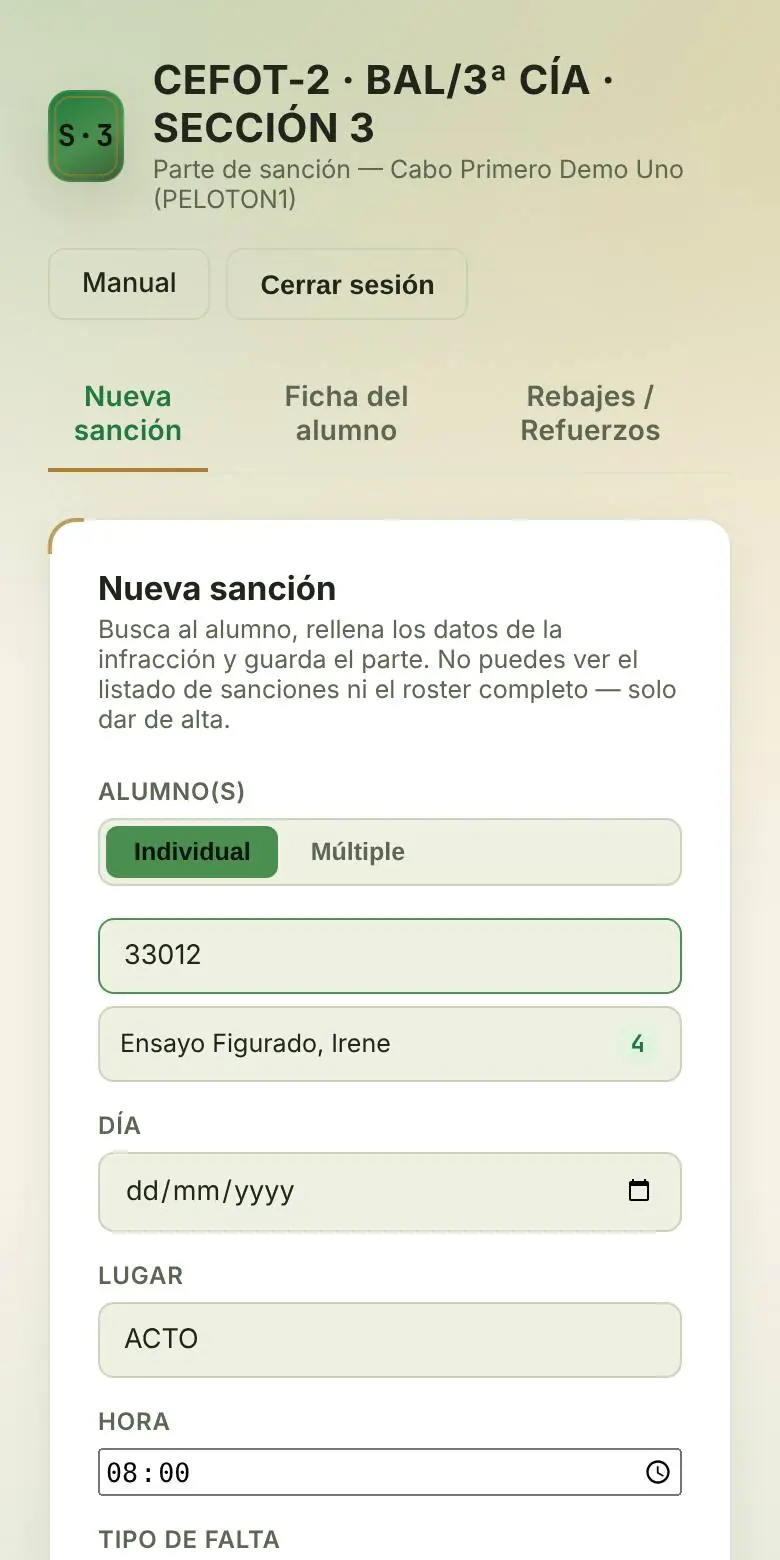 S·3
CEFOT-2 · BAL/3ª CÍA ·
SECCIÓN 3
Parte de sanción — Cabo Primero Demo Uno
(PELOTON1)
Manual
Cerrar sesión
Nueva
sanción
Ficha del
alumno
Rebajes /
Refuerzos
Nueva sanción
Busca al alumno, rellena los datos de la
infracción y guarda el parte. No puedes ver el
listado de sanciones ni el roster completo — solo
dar de alta.
ALUMNO(S)
Individual
Múltiple
33012
Ensayo Figurado, Irene
4
DÍA
dd/mm/yyyy
LUGAR
ACTO
HORA
08:00
TIPO DE FALTA